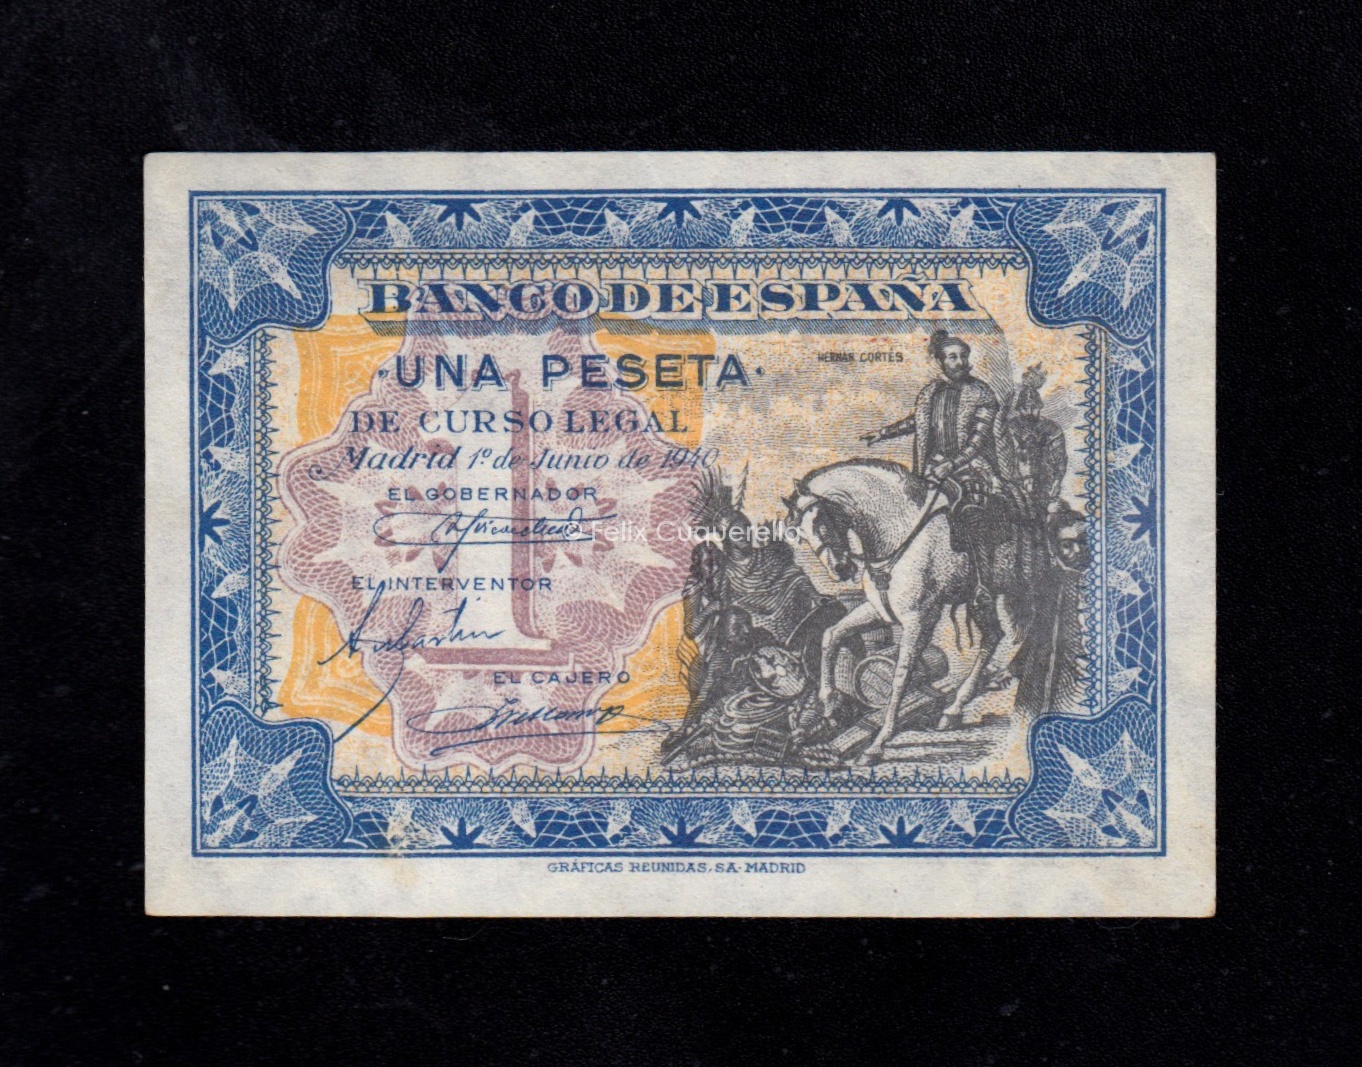 BANCO DE ESPAÑA
·UNA PESETA·
HERNAN CORTES
DE CURSO LEGAL
Madrid 1º de Junio de 1940
EL GOBERNADOR
© Felix Cuquerella
EL INTERVENTOR
1
EL CAJERO
GRÁFICAS REUNIDAS, S.A. MADRID